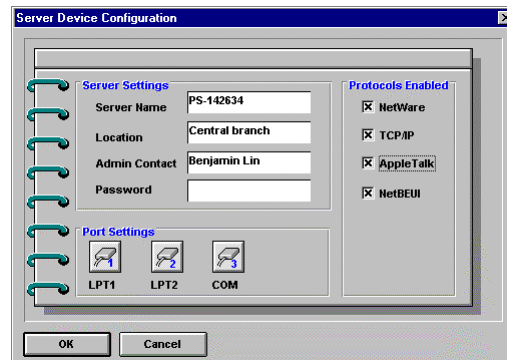 Server Device Configuration
Server Settings
Server Name PS-142634
Location Central branch
Admin Contact Benjamin Lin
Password
Protocols Enabled
NetWare
TCP/IP
AppleTalk
NetBEUI
Port Settings
1 2 3
LPT1 LPT2 COM
OK Cancel